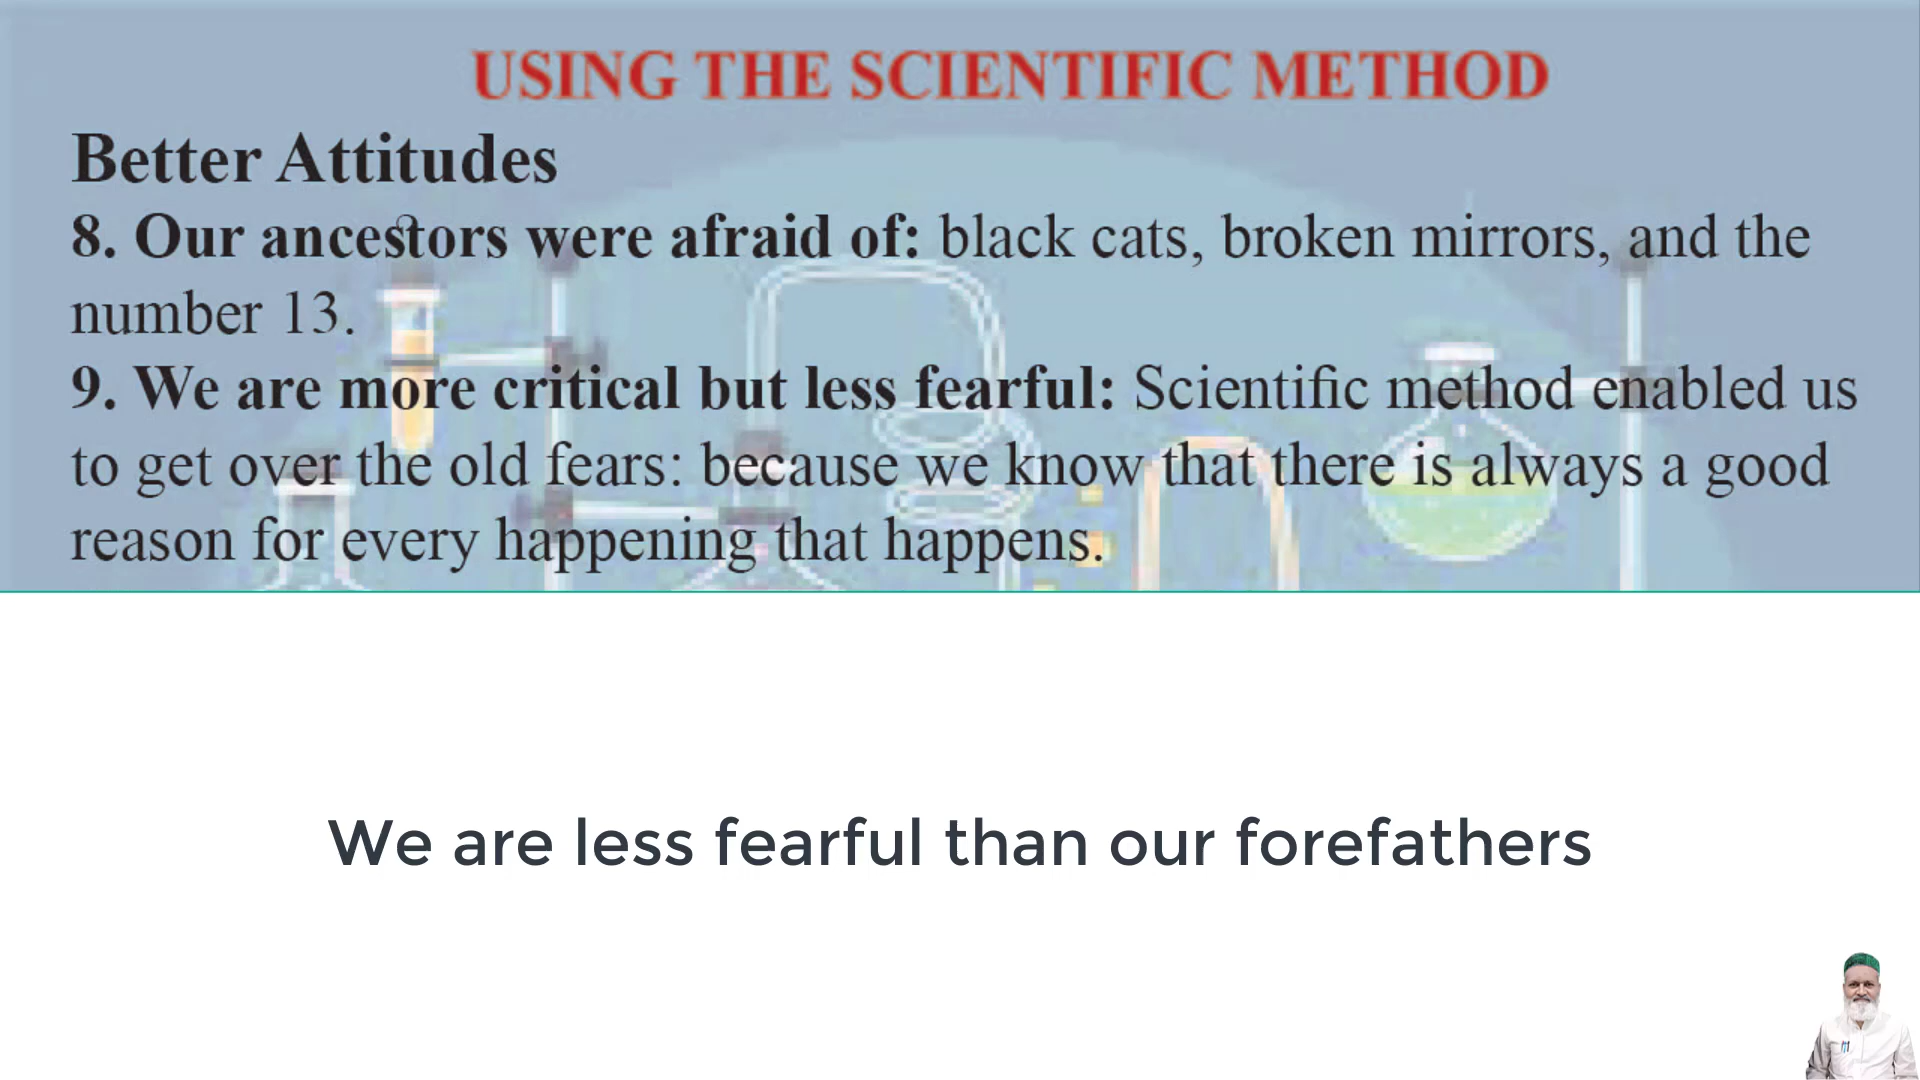 USING THE SCIENTIFIC METHOD
Better Attitudes
8. Our ancestors were afraid of: black cats, broken mirrors, and the
number 13.
9. We are more critical but less fearful: Scientific method enabled us
to get over the old fears: because we know that there is always a good
reason for every happening that happens.
We are less fearful than our forefathers